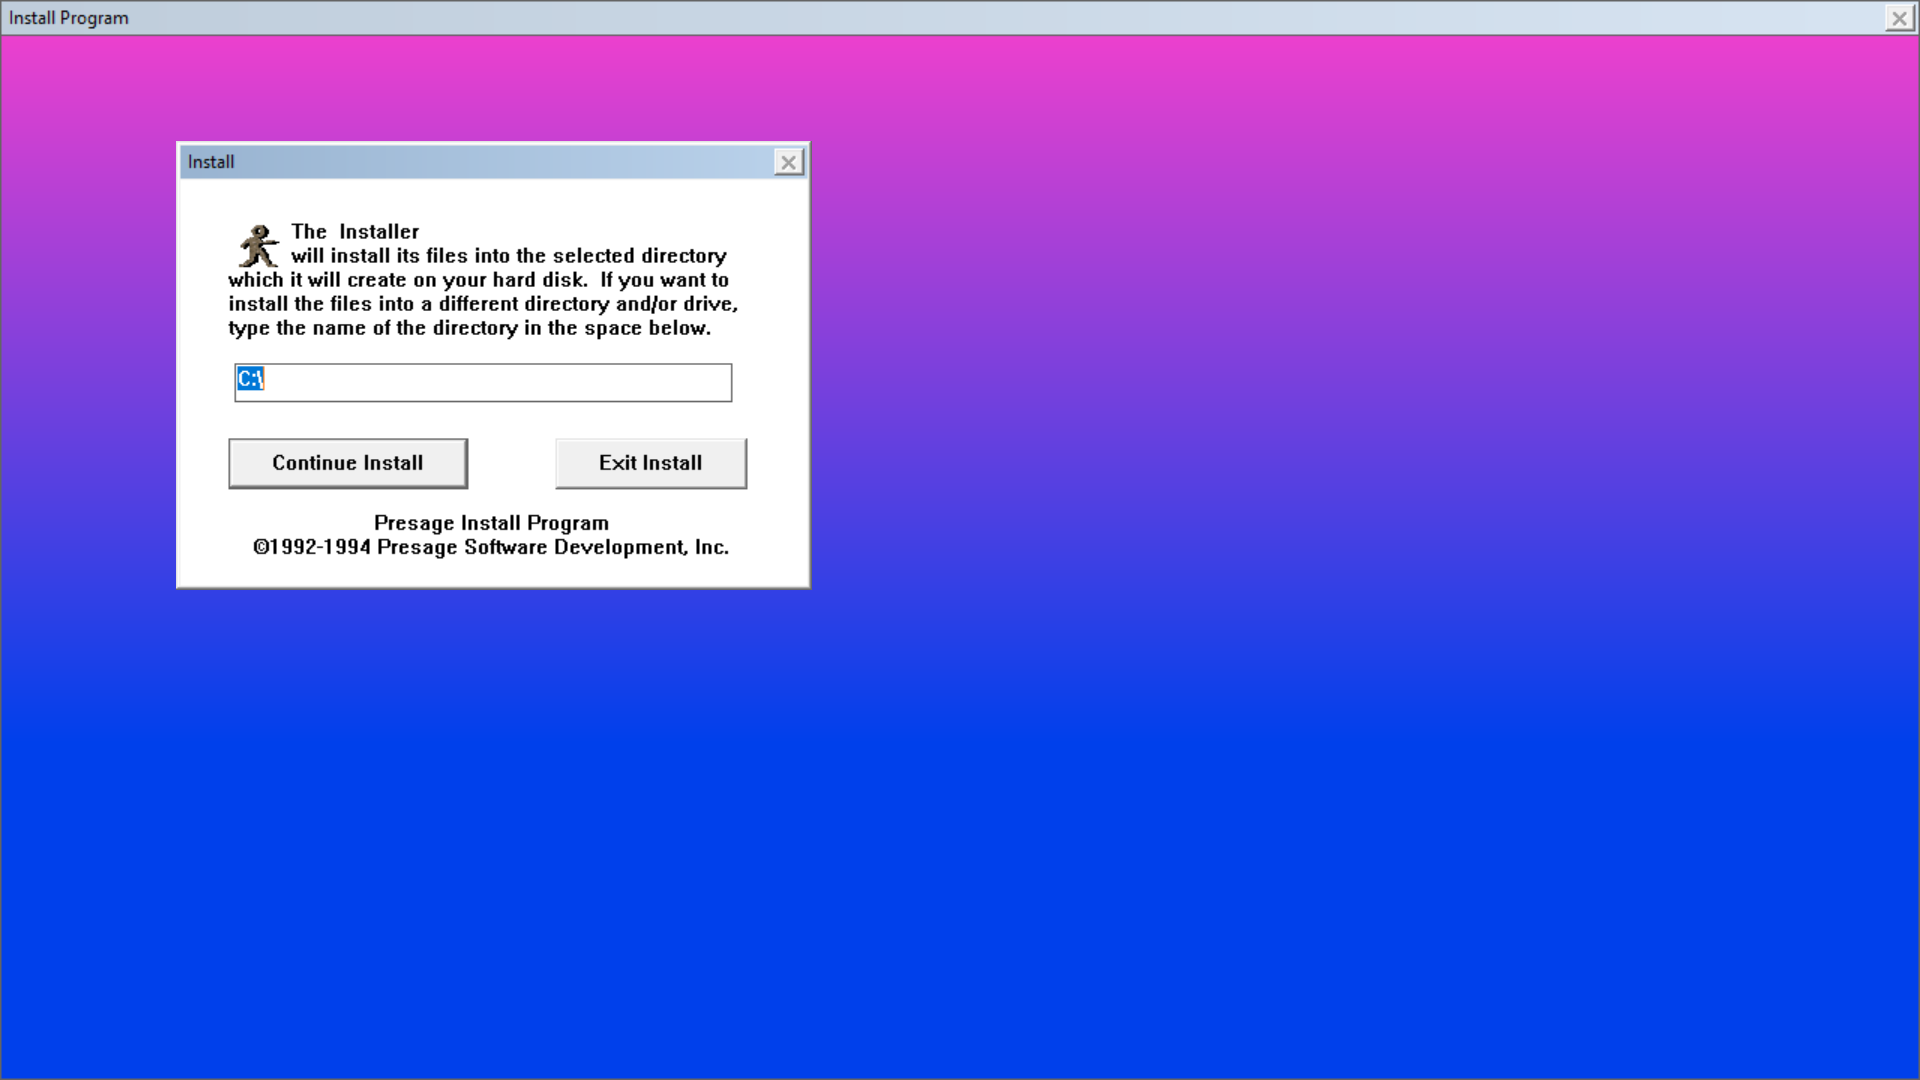 Install Program
Install
The Installer
will install its files into the selected directory
which it will create on your hard disk. If you want to
install the files into a different directory and/or drive,
type the name of the directory in the space below.
C:\
Continue Install
Exit Install
Presage Install Program
©1992-1994 Presage Software Development, Inc.